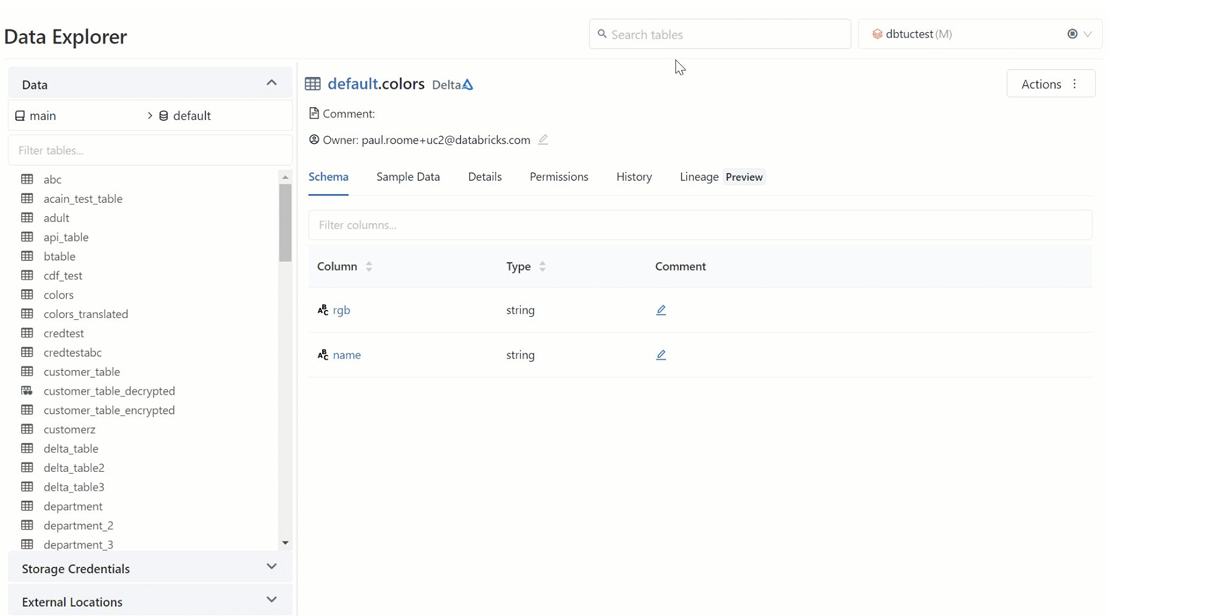 Data Explorer
Search tables
dbtuctest (M)
Data
main > default
Filter tables...
abc
acain_test_table
adult
api_table
btable
cdf_test
colors
colors_translated
credtest
credtestabc
customer_table
customer_table_decrypted
customer_table_encrypted
customerz
delta_table
delta_table2
delta_table3
department
department_2
department_3
Storage Credentials
External Locations
default.colors Delta
Actions
Comment:
Owner: paul.roome+uc2@databricks.com
Schema Sample Data Details Permissions History Lineage Preview
Filter columns...
Column Type Comment
rgb string
name string